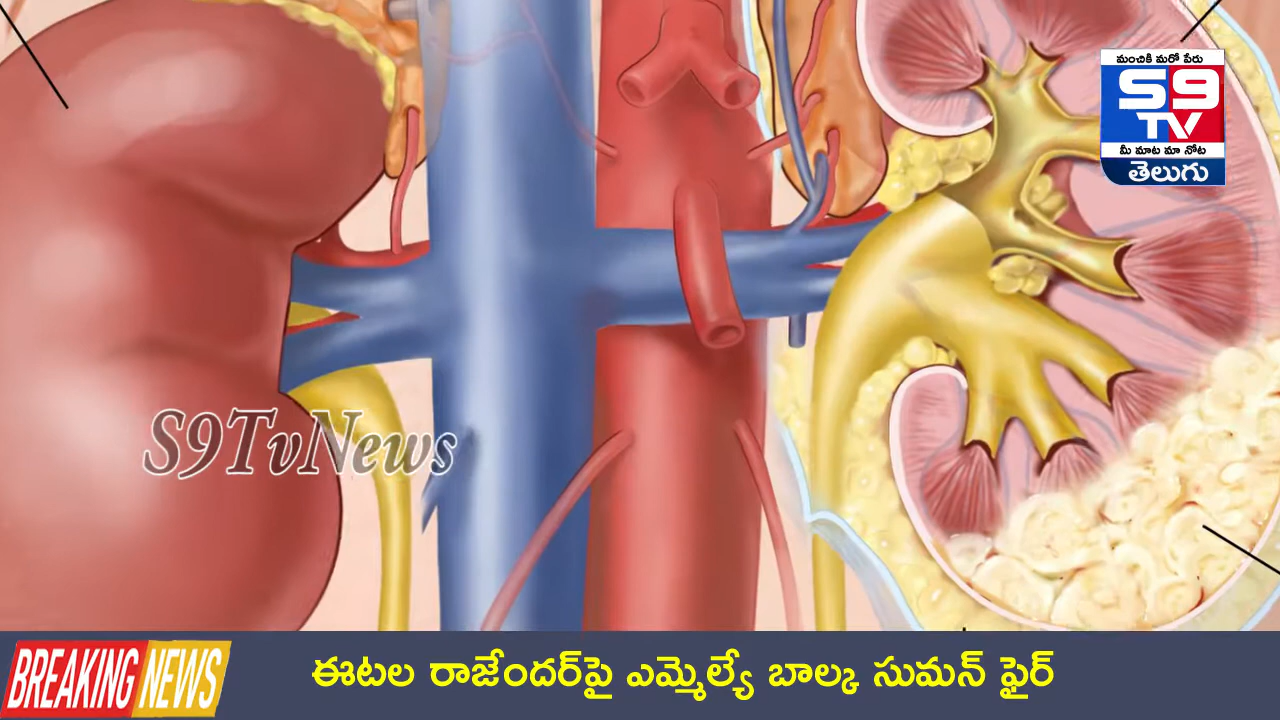 మంచికి మరో పేరు
S9
TV
మీ మాట మా నోట
తెలుగు
S9TvNews
BREAKING NEWS
ఈటల రాజేందర్‌పై ఎమ్మెల్యే బాల్క సుమన్ ఫైర్